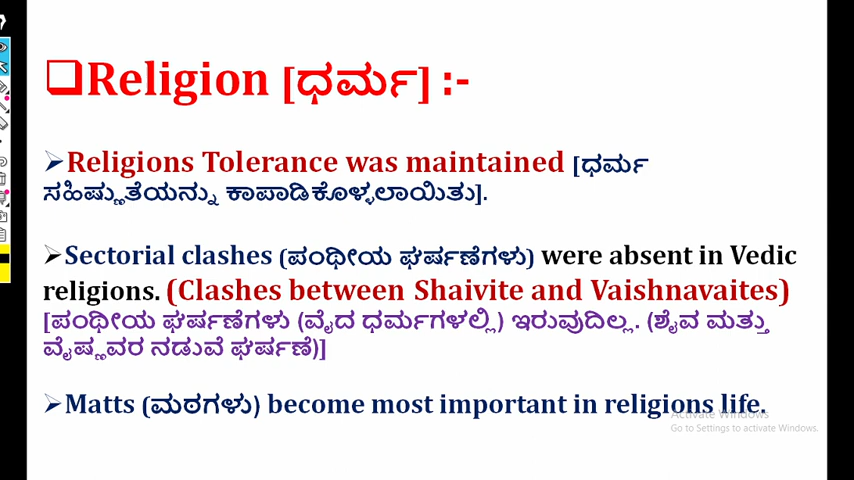 Religion [ಧರ್ಮ] :-
Religions Tolerance was maintained [ಧರ್ಮ
ಸಹಿಷ್ಣುತೆಯನ್ನು ಕಾಪಾಡಿಕೊಳ್ಳಲಾಯಿತು].
Sectorial clashes (ಪಂಥೀಯ ಘರ್ಷಣೆಗಳು) were absent in Vedic
religions. (Clashes between Shaivite and Vaishnavaites)
[ಪಂಥೀಯ ಘರ್ಷಣೆಗಳು (ವೈದ ಧರ್ಮಗಳಲ್ಲಿ) ಇರುವುದಿಲ್ಲ. (ಶೈವ ಮತ್ತು
ವೈಷ್ಣವರ ನಡುವೆ ಘರ್ಷಣೆ)]
Matts (ಮಠಗಳು) become most important in religions life.
Activate Windows
Go to Settings to activate Windows.